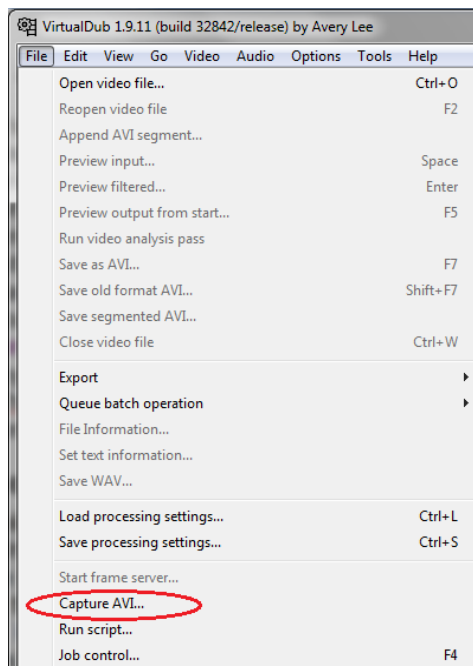 VirtualDub 1.9.11 (build 32842/release) by Avery Lee
File Edit View Go Video Audio Options Tools Help
Open video file... Ctrl+O
Reopen video file F2
Append AVI segment...
Preview input... Space
Preview filtered... Enter
Preview output from start... F5
Run video analysis pass
Save as AVI... F7
Save old format AVI... Shift+F7
Save segmented AVI...
Close video file Ctrl+W
Export
Queue batch operation
File Information...
Set text information...
Save WAV...
Load processing settings... Ctrl+L
Save processing settings... Ctrl+S
Start frame server...
Capture AVI...
Run script...
Job control... F4